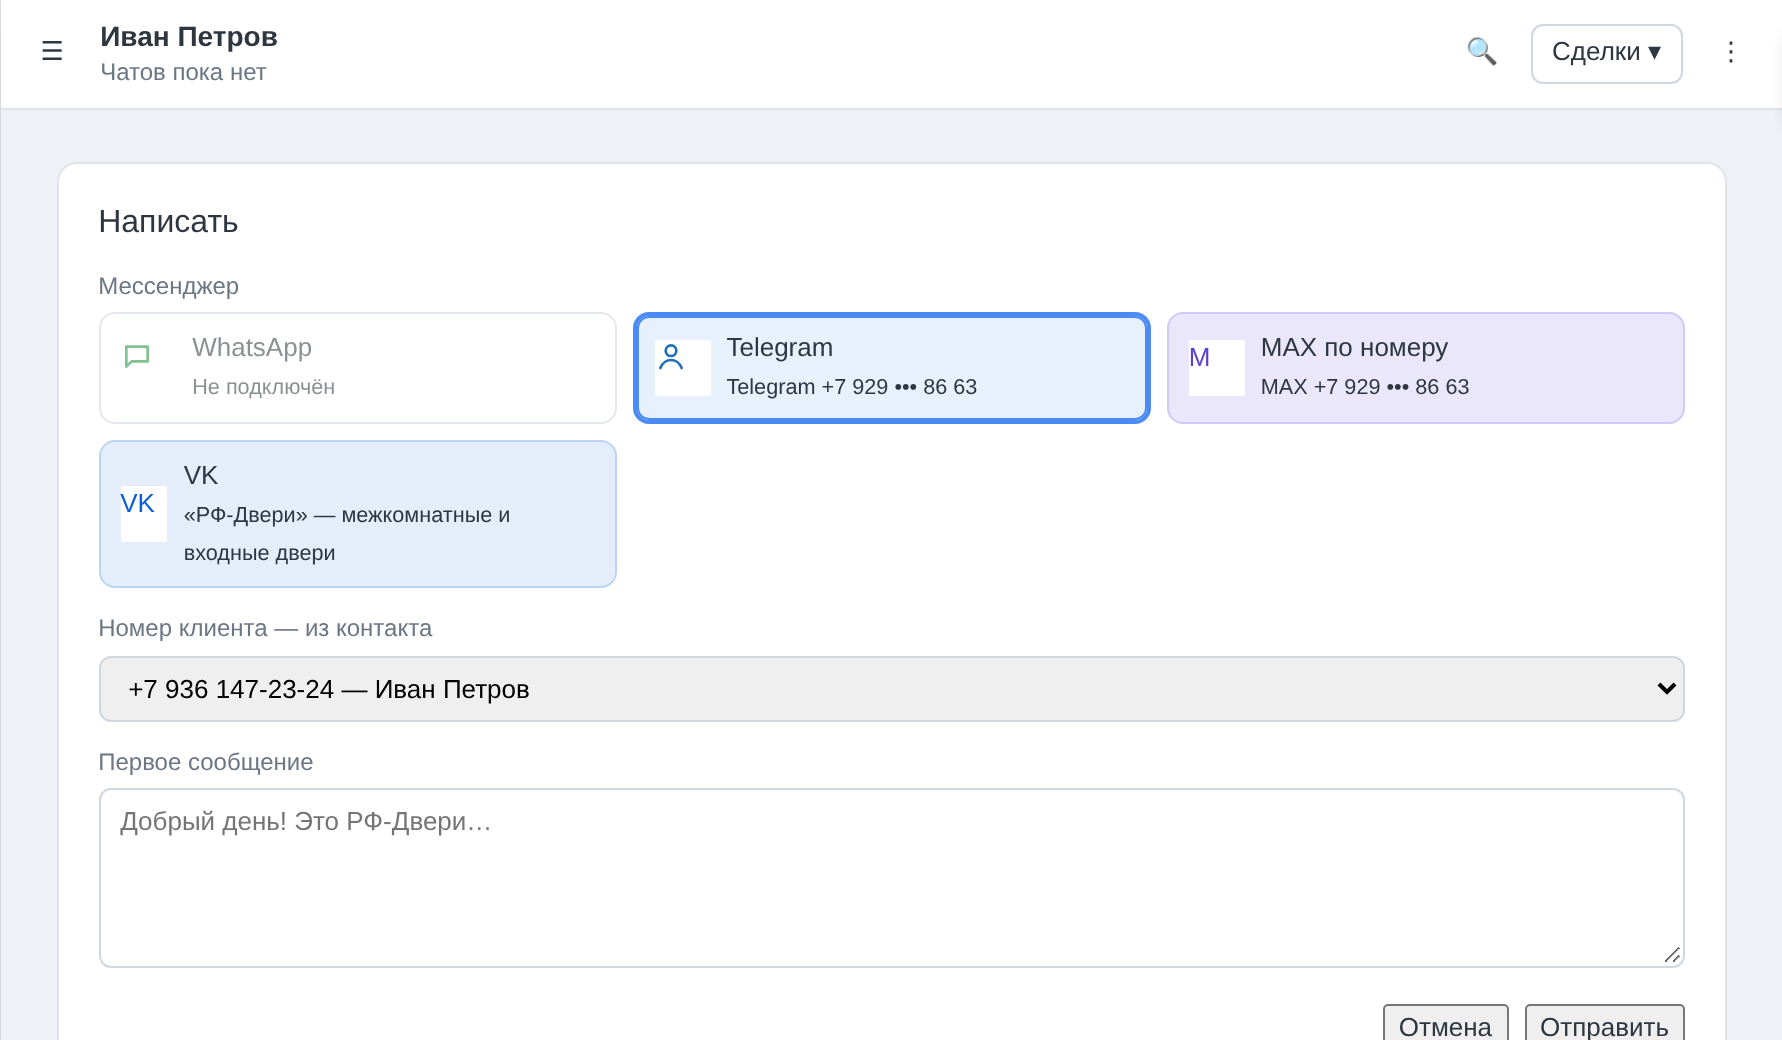 Иван Петров
Чатов пока нет
Сделки ▾
Написать
Мессенджер
WhatsApp
Не подключён
Telegram
Telegram +7 929 ••• 86 63
M
MAX по номеру
MAX +7 929 ••• 86 63
VK
VK
«РФ-Двери» — межкомнатные и
входные двери
Номер клиента — из контакта
+7 936 147-23-24 — Иван Петров
Первое сообщение
Добрый день! Это РФ-Двери…
Отмена
Отправить